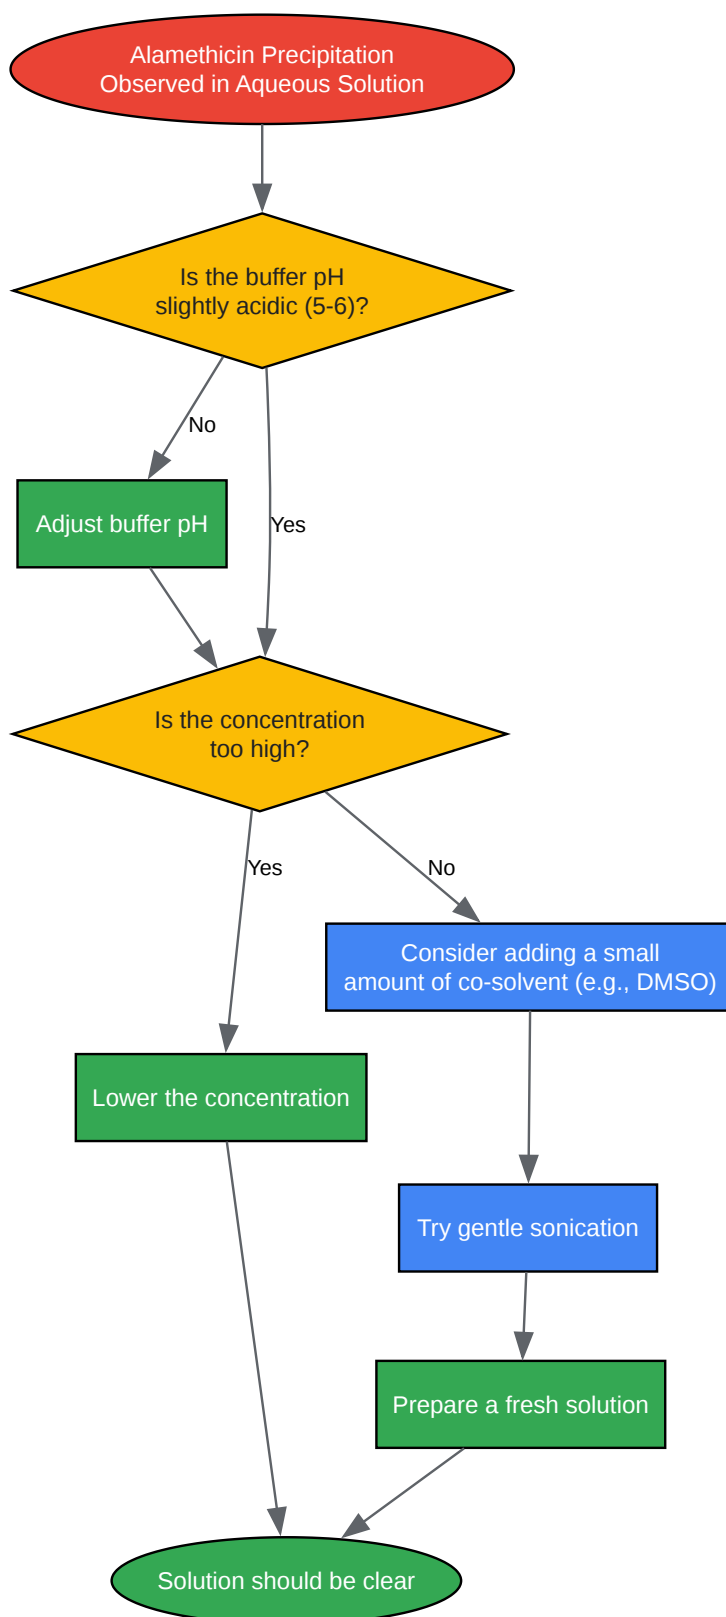 Alamethicin Precipitation
Observed in Aqueous Solution
Is the buffer pH
slightly acidic (5-6)?
No
Adjust buffer pH
Yes
Is the concentration
too high?
Yes
No
Consider adding a small
amount of co-solvent (e.g., DMSO)
Lower the concentration
Try gentle sonication
Prepare a fresh solution
Solution should be clear